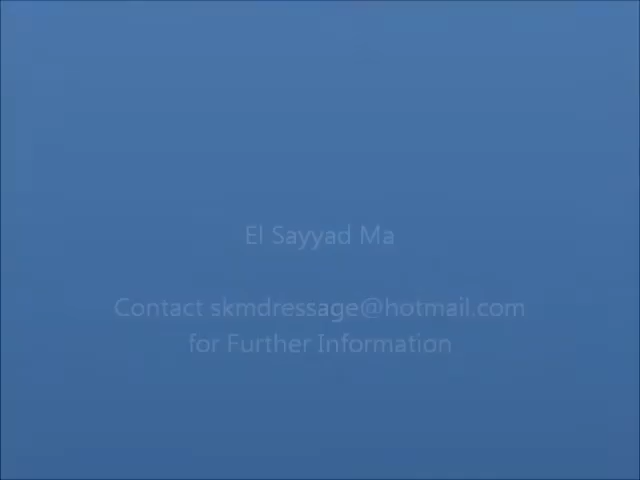 El Sayyad Ma
Contact skmdressage@hotmail.com
for Further Information